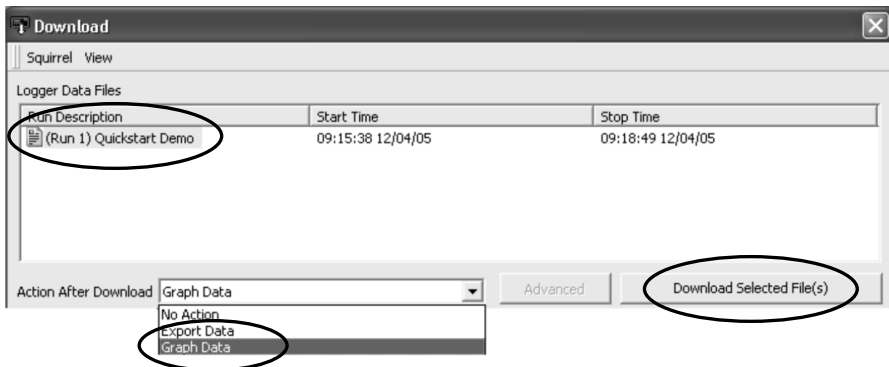 Download
Squirrel View
Logger Data Files
Run Description Start Time Stop Time
(Run 1) Quickstart Demo 09:15:38 12/04/05 09:18:49 12/04/05
Action After Download Graph Data Advanced Download Selected File(s)
No Action
Export Data
Graph Data